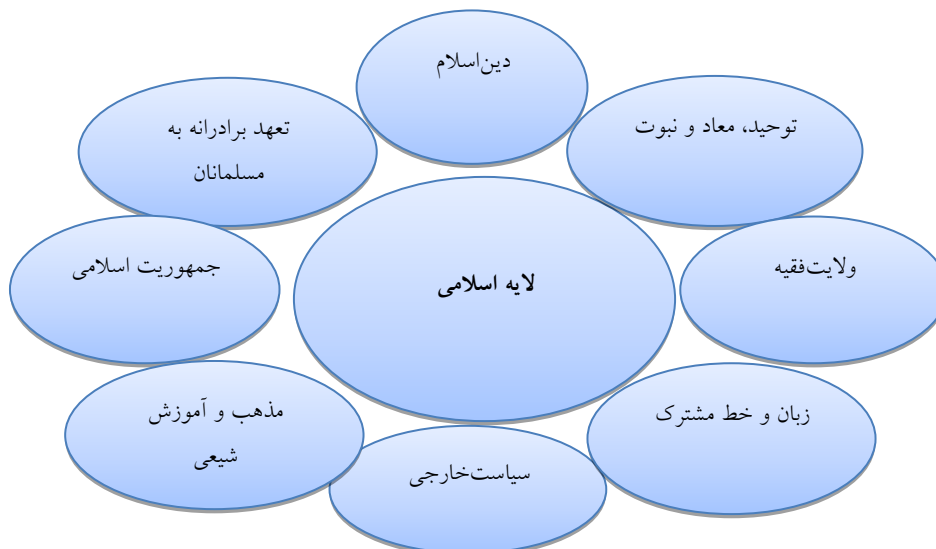 دین‌اسلام
توحید، معاد و نبوت
تعهد برادرانه به
مسلمانان
ولایت‌فقیه
لایه اسلامی
جمهوریت اسلامی
زبان و خط مشترک
مذهب و آموزش
شیعی
سیاست‌خارجی